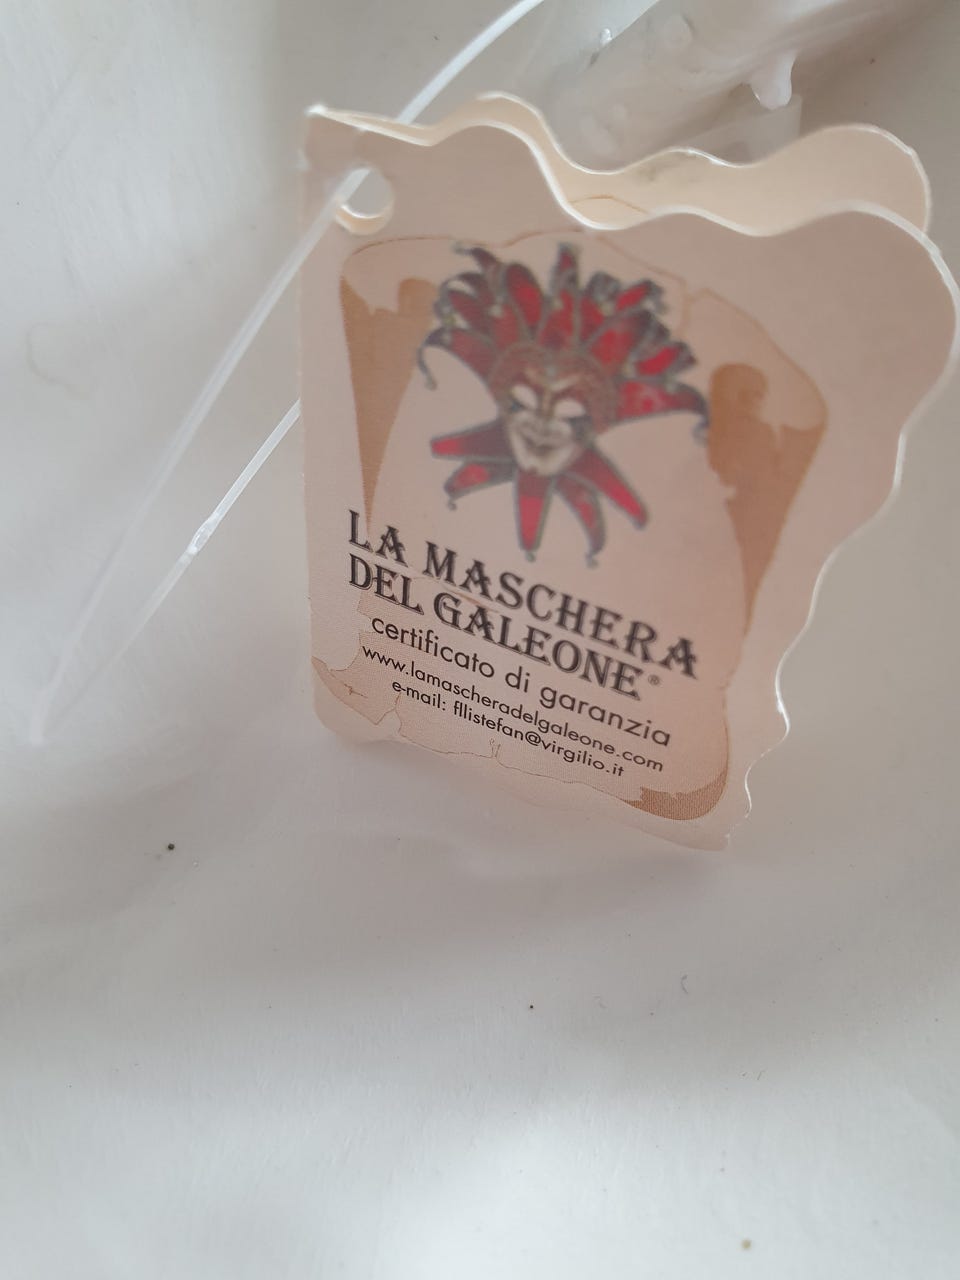 LA MASCHERA
DEL GALEONE®
certificato di garanzia
www.lamascheradelgaleone.com
e-mail: fllistefan@virgilio.it